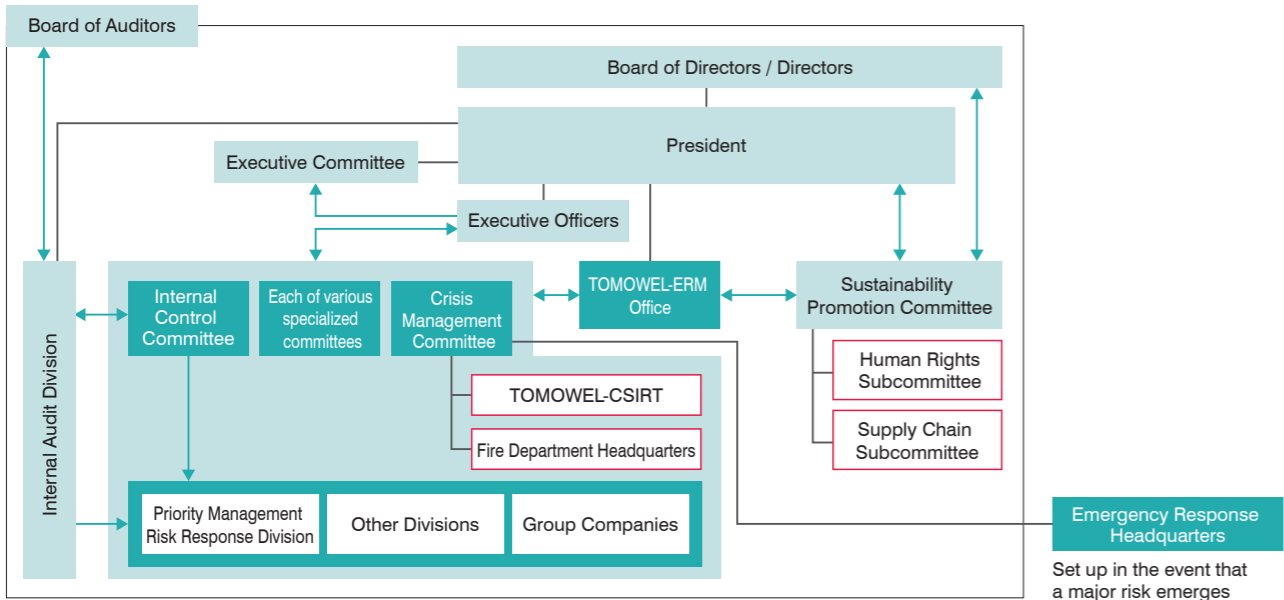 Board of Auditors
Board of Directors / Directors
President
Executive Committee
Executive Officers
Internal Audit Division
Internal
Control
Committee
Each of various
specialized
committees
Crisis
Management
Committee
TOMOWEL-ERM
Office
Sustainability
Promotion Committee
Human Rights
Subcommittee
Supply Chain
Subcommittee
TOMOWEL-CSIRT
Fire Department Headquarters
Priority Management
Risk Response Division
Other Divisions
Group Companies
Emergency Response
Headquarters
Set up in the event that
a major risk emerges